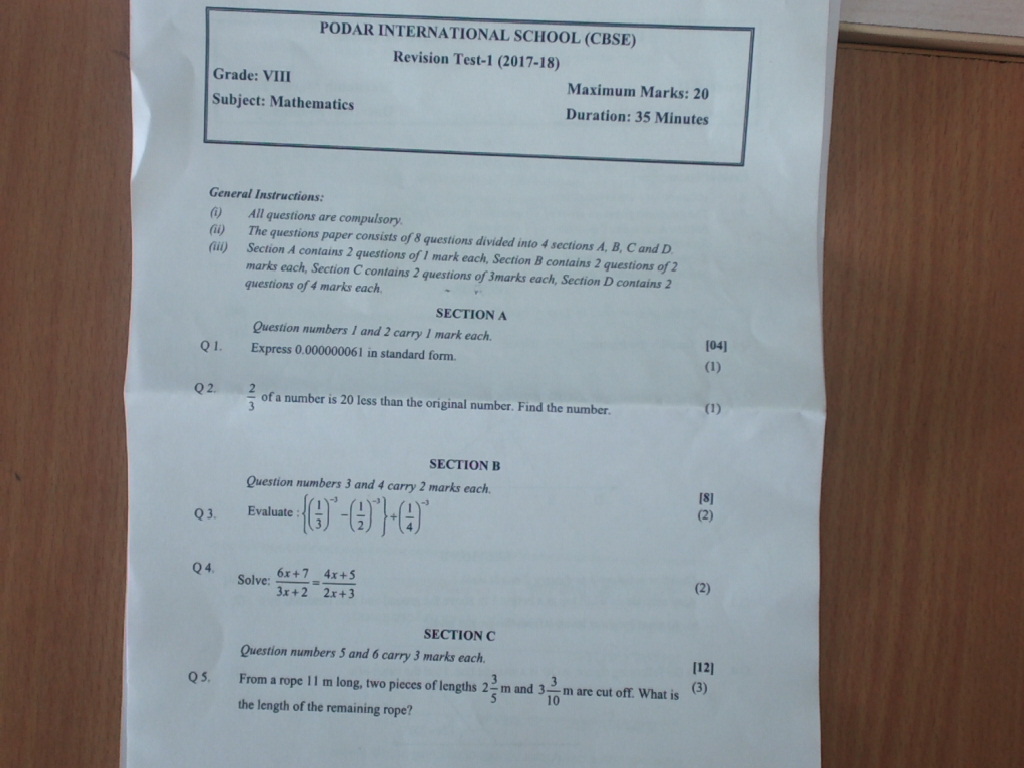 PODAR INTERNATIONAL SCHOOL (CBSE)
Revision Test-1 (2017-18)
Grade: VIII
Maximum Marks: 20
Subject: Mathematics
Duration: 35 Minutes
General Instructions:
(i) All questions are compulsory.
(ii) The questions paper consists of 8 questions divided into 4 sections A, B, C and D.
(iii) Section A contains 2 questions of 1 mark each, Section B contains 2 questions of 2
marks each, Section C contains 2 questions of 3marks each, Section D contains 2
questions of 4 marks each.
SECTION A
Question numbers 1 and 2 carry 1 mark each. [04]
Q 1. Express 0.000000061 in standard form. (1)
Q 2. 2/3 of a number is 20 less than the original number. Find the number. (1)
SECTION B
Question numbers 3 and 4 carry 2 marks each. [8]
Q 3. Evaluate : {(1/3)^-3 - (1/2)^-3} ÷ (1/4)^-3 (2)
Q 4. Solve: (6x+7)/(3x+2) = (4x+5)/(2x+3) (2)
SECTION C
Question numbers 5 and 6 carry 3 marks each. [12]
Q 5. From a rope 11 m long, two pieces of lengths 2 3/5 m and 3 3/10 m are cut off. What is (3)
the length of the remaining rope?